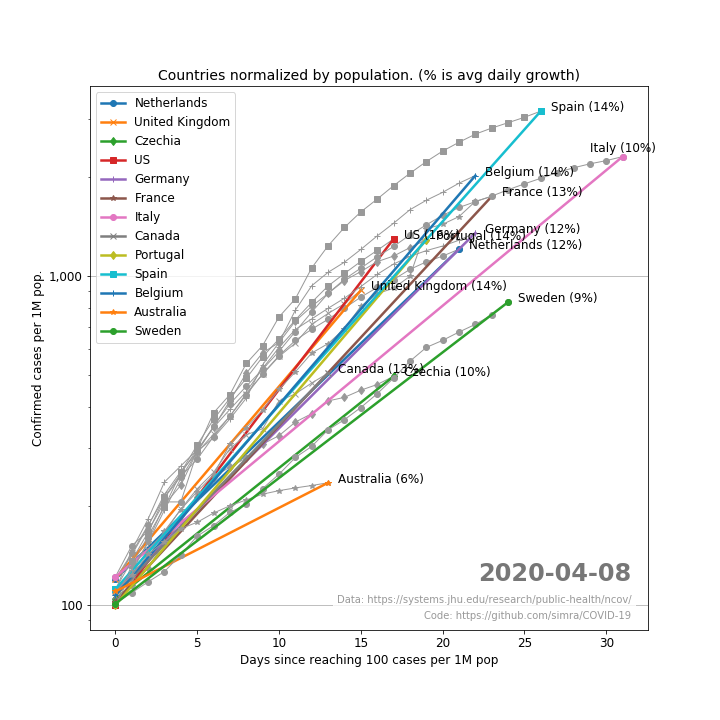 Countries normalized by population. (% is avg daily growth)
Netherlands
United Kingdom
Czechia
US
Germany
France
Italy
Canada
Portugal
Spain
Belgium
Australia
Sweden
Spain (14%)
Italy (10%)
Belgium (14%)
France (13%)
Germany (12%)
US (16%)
Portugal (14%)
Netherlands (12%)
United Kingdom (14%)
Sweden (9%)
Canada (13%)
Czechia (10%)
Australia (6%)
1,000
100
Confirmed cases per 1M pop.
2020-04-08
Data: https://systems.jhu.edu/research/public-health/ncov/
Code: https://github.com/simra/COVID-19
0 5 10 15 20 25 30
Days since reaching 100 cases per 1M pop